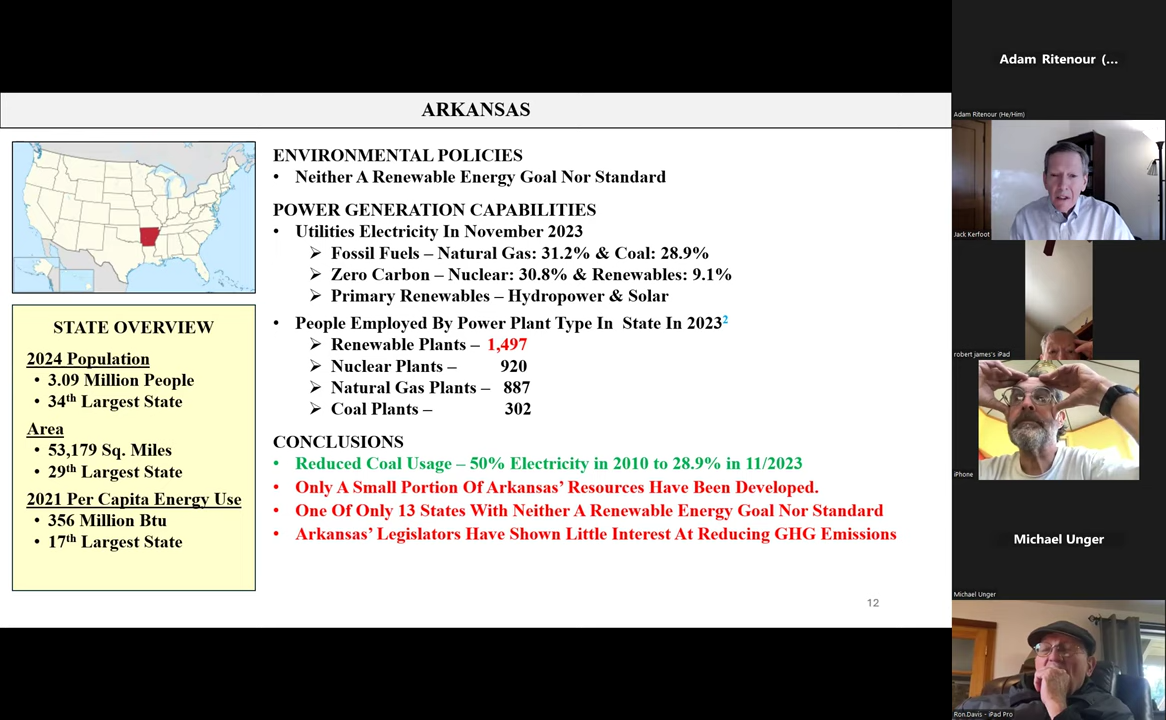 ARKANSAS
ENVIRONMENTAL POLICIES
• Neither A Renewable Energy Goal Nor Standard
POWER GENERATION CAPABILITIES
• Utilities Electricity In November 2023
➢ Fossil Fuels – Natural Gas: 31.2% & Coal: 28.9%
➢ Zero Carbon – Nuclear: 30.8% & Renewables: 9.1%
➢ Primary Renewables – Hydropower & Solar
• People Employed By Power Plant Type In State In 2023²
➢ Renewable Plants – 1,497
➢ Nuclear Plants – 920
➢ Natural Gas Plants – 887
➢ Coal Plants – 302
CONCLUSIONS
• Reduced Coal Usage – 50% Electricity in 2010 to 28.9% in 11/2023
• Only A Small Portion Of Arkansas’ Resources Have Been Developed.
• One Of Only 13 States With Neither A Renewable Energy Goal Nor Standard
• Arkansas’ Legislators Have Shown Little Interest At Reducing GHG Emissions
STATE OVERVIEW
2024 Population
• 3.09 Million People
• 34th Largest State
Area
• 53,179 Sq. Miles
• 29th Largest State
2021 Per Capita Energy Use
• 356 Million Btu
• 17th Largest State
12
Adam Ritenour (...
Adam Ritenour (He/Him)
Jack Kerfoot
robert james's iPad
iPhone
Michael Unger
Michael Unger
Ron.Davis - iPad Pro